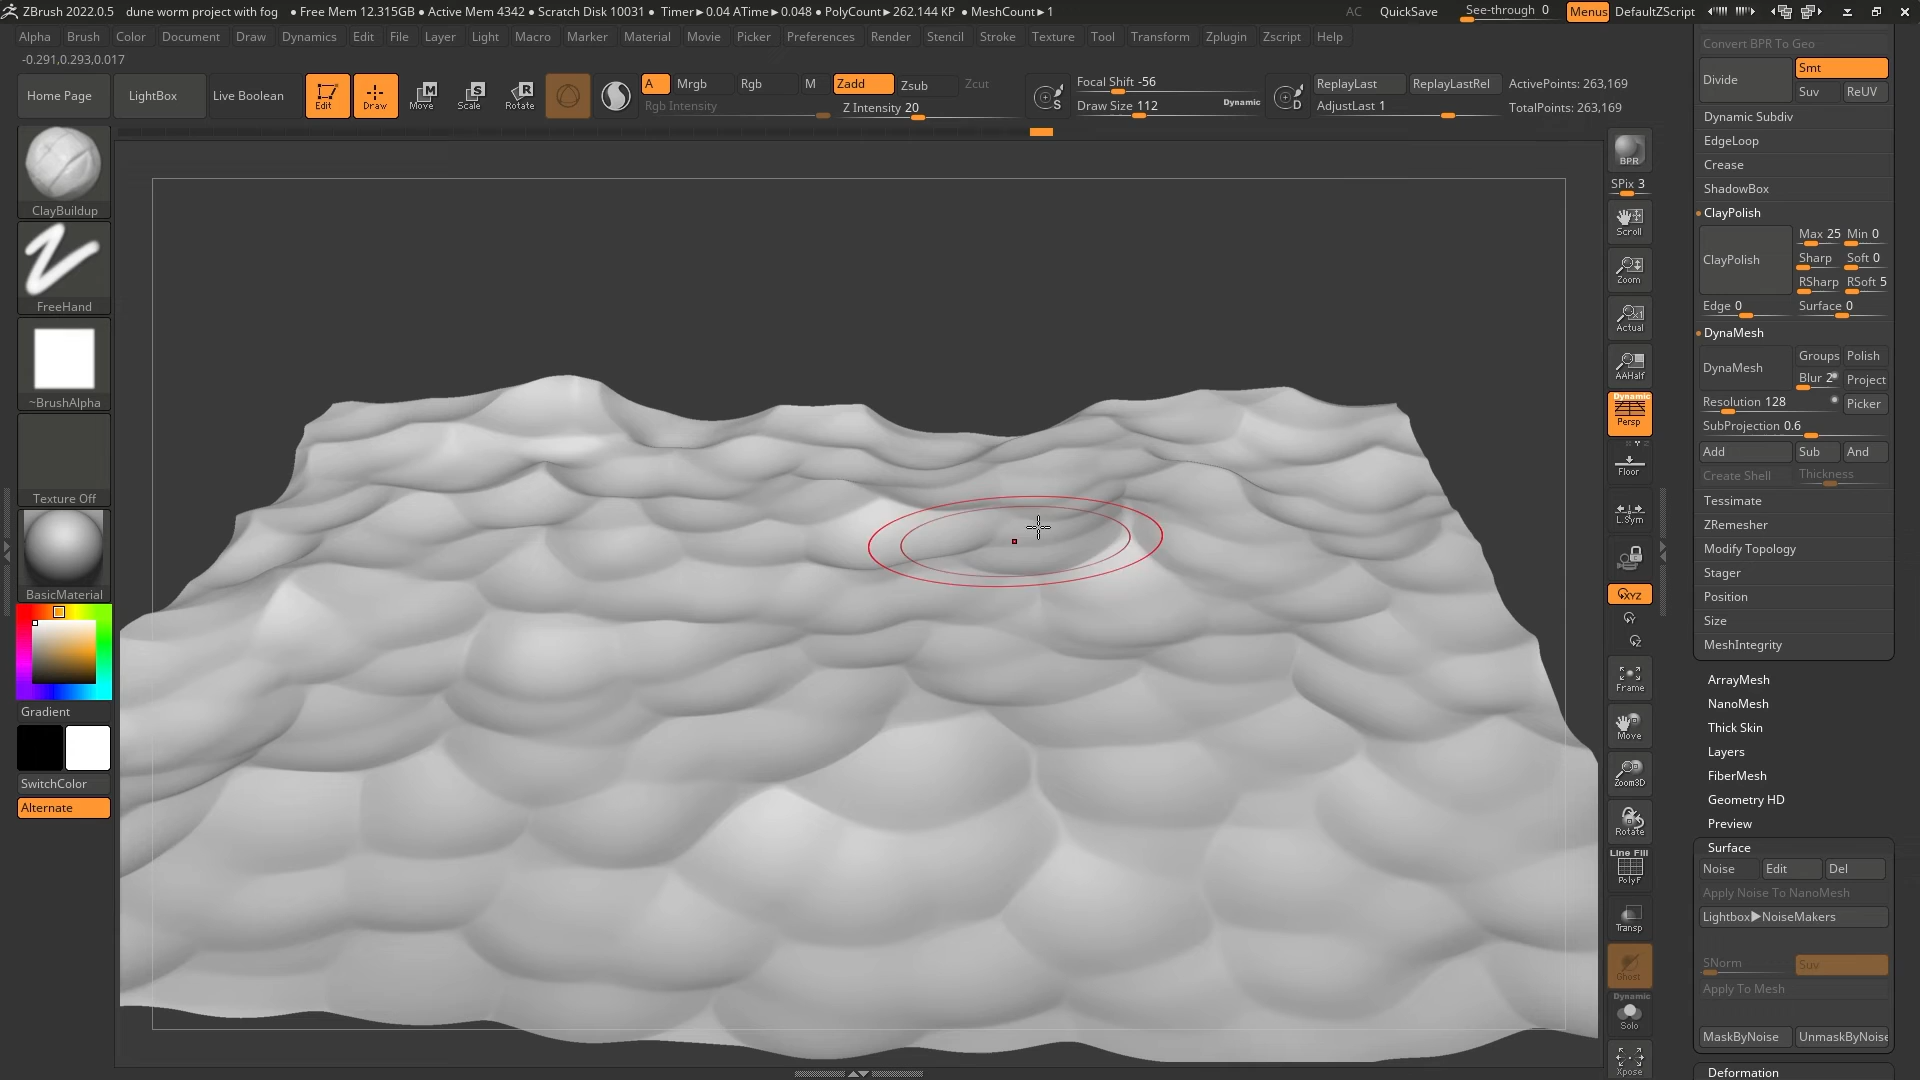 ZBrush 2022.0.5 dune worm project with fog ● Free Mem 12.315GB ● Active Mem 4342 ● Scratch Disk 10031 ● Timer►0.04 ATime►0.048 ● PolyCount►262.144 KP ● MeshCount►1 AC QuickSave See-through 0 Menus DefaultZScript
Alpha Brush Color Document Draw Dynamics Edit File Layer Light Macro Marker Material Movie Picker Preferences Render Stencil Stroke Texture Tool Transform Zplugin Zscript Help
-0.291,0.293,0.017
Home Page LightBox Live Boolean Edit Draw Move Scale Rotate
A Mrgb Rgb M Zadd Zsub Zcut
Rgb Intensity Z Intensity 20
S Focal Shift -56
Draw Size 112 Dynamic
D ReplayLast ReplayLastRel
AdjustLast 1
ActivePoints: 263,169
TotalPoints: 263,169
ClayBuildup
FreeHand
~BrushAlpha
Texture Off
BasicMaterial
Gradient
SwitchColor
Alternate
BPR
SPix 3
Scroll
Zoom
Actual
AAHalf
Dynamic
Persp
Floor
L.Sym
XYZ
Frame
Move
Zoom3D
Rotate
Line Fill
PolyF
Transp
Ghost
Dynamic
Solo
Xpose
Convert BPR To Geo
Divide Smt
Suv ReUV
Dynamic Subdiv
EdgeLoop
Crease
ShadowBox
ClayPolish
ClayPolish Max 25 Min 0
Sharp Soft 0
RSharp RSoft 5
Edge 0 Surface 0
DynaMesh
DynaMesh Groups Polish
Blur 2 Project
Resolution 128 Picker
SubProjection 0.6
Add Sub And
Create Shell Thickness
Tessimate
ZRemesher
Modify Topology
Stager
Position
Size
MeshIntegrity
ArrayMesh
NanoMesh
Thick Skin
Layers
FiberMesh
Geometry HD
Preview
Surface
Noise Edit Del
Apply Noise To NanoMesh
Lightbox►NoiseMakers
SNorm Suv
Apply To Mesh
MaskByNoise UnmaskByNoise
Deformation